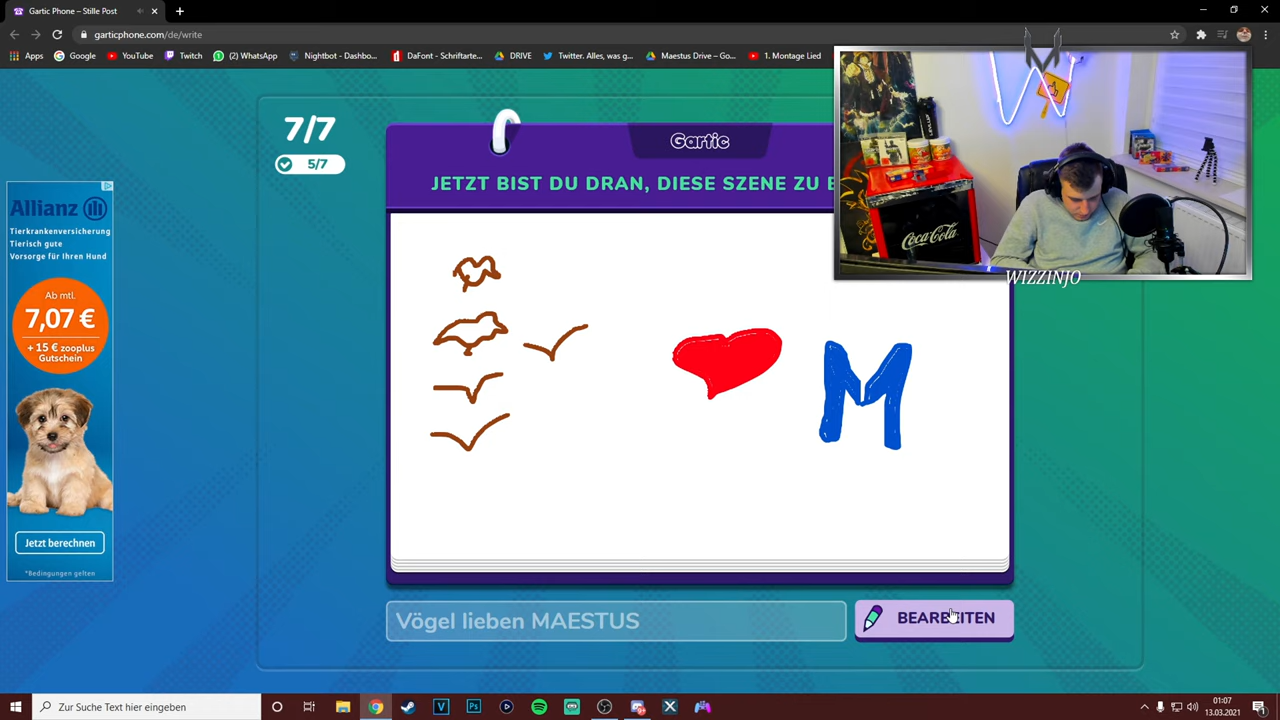 Gartic Phone – Stille Post
garticphone.com/de/write
Apps
Google
YouTube
Twitch
(2) WhatsApp
Nightbot - Dashbo...
DaFont - Schriftarte...
DRIVE
Twitter. Alles, was g...
Maestus Drive – Go...
1. Montage Lied
7/7
5/7
Gartic
JETZT BIST DU DRAN, DIESE SZENE ZU
Coca-Cola
WIZZINJO
Allianz
Tierkrankenversicherung
Tierisch gute
Vorsorge für Ihren Hund
Ab mtl.
7,07 €
+ 15 € zooplus
Gutschein
Jetzt berechnen
*Bedingungen gelten
M
Vögel lieben MAESTUS
BEARBEITEN
Zur Suche Text hier eingeben
01:07
13.03.2021